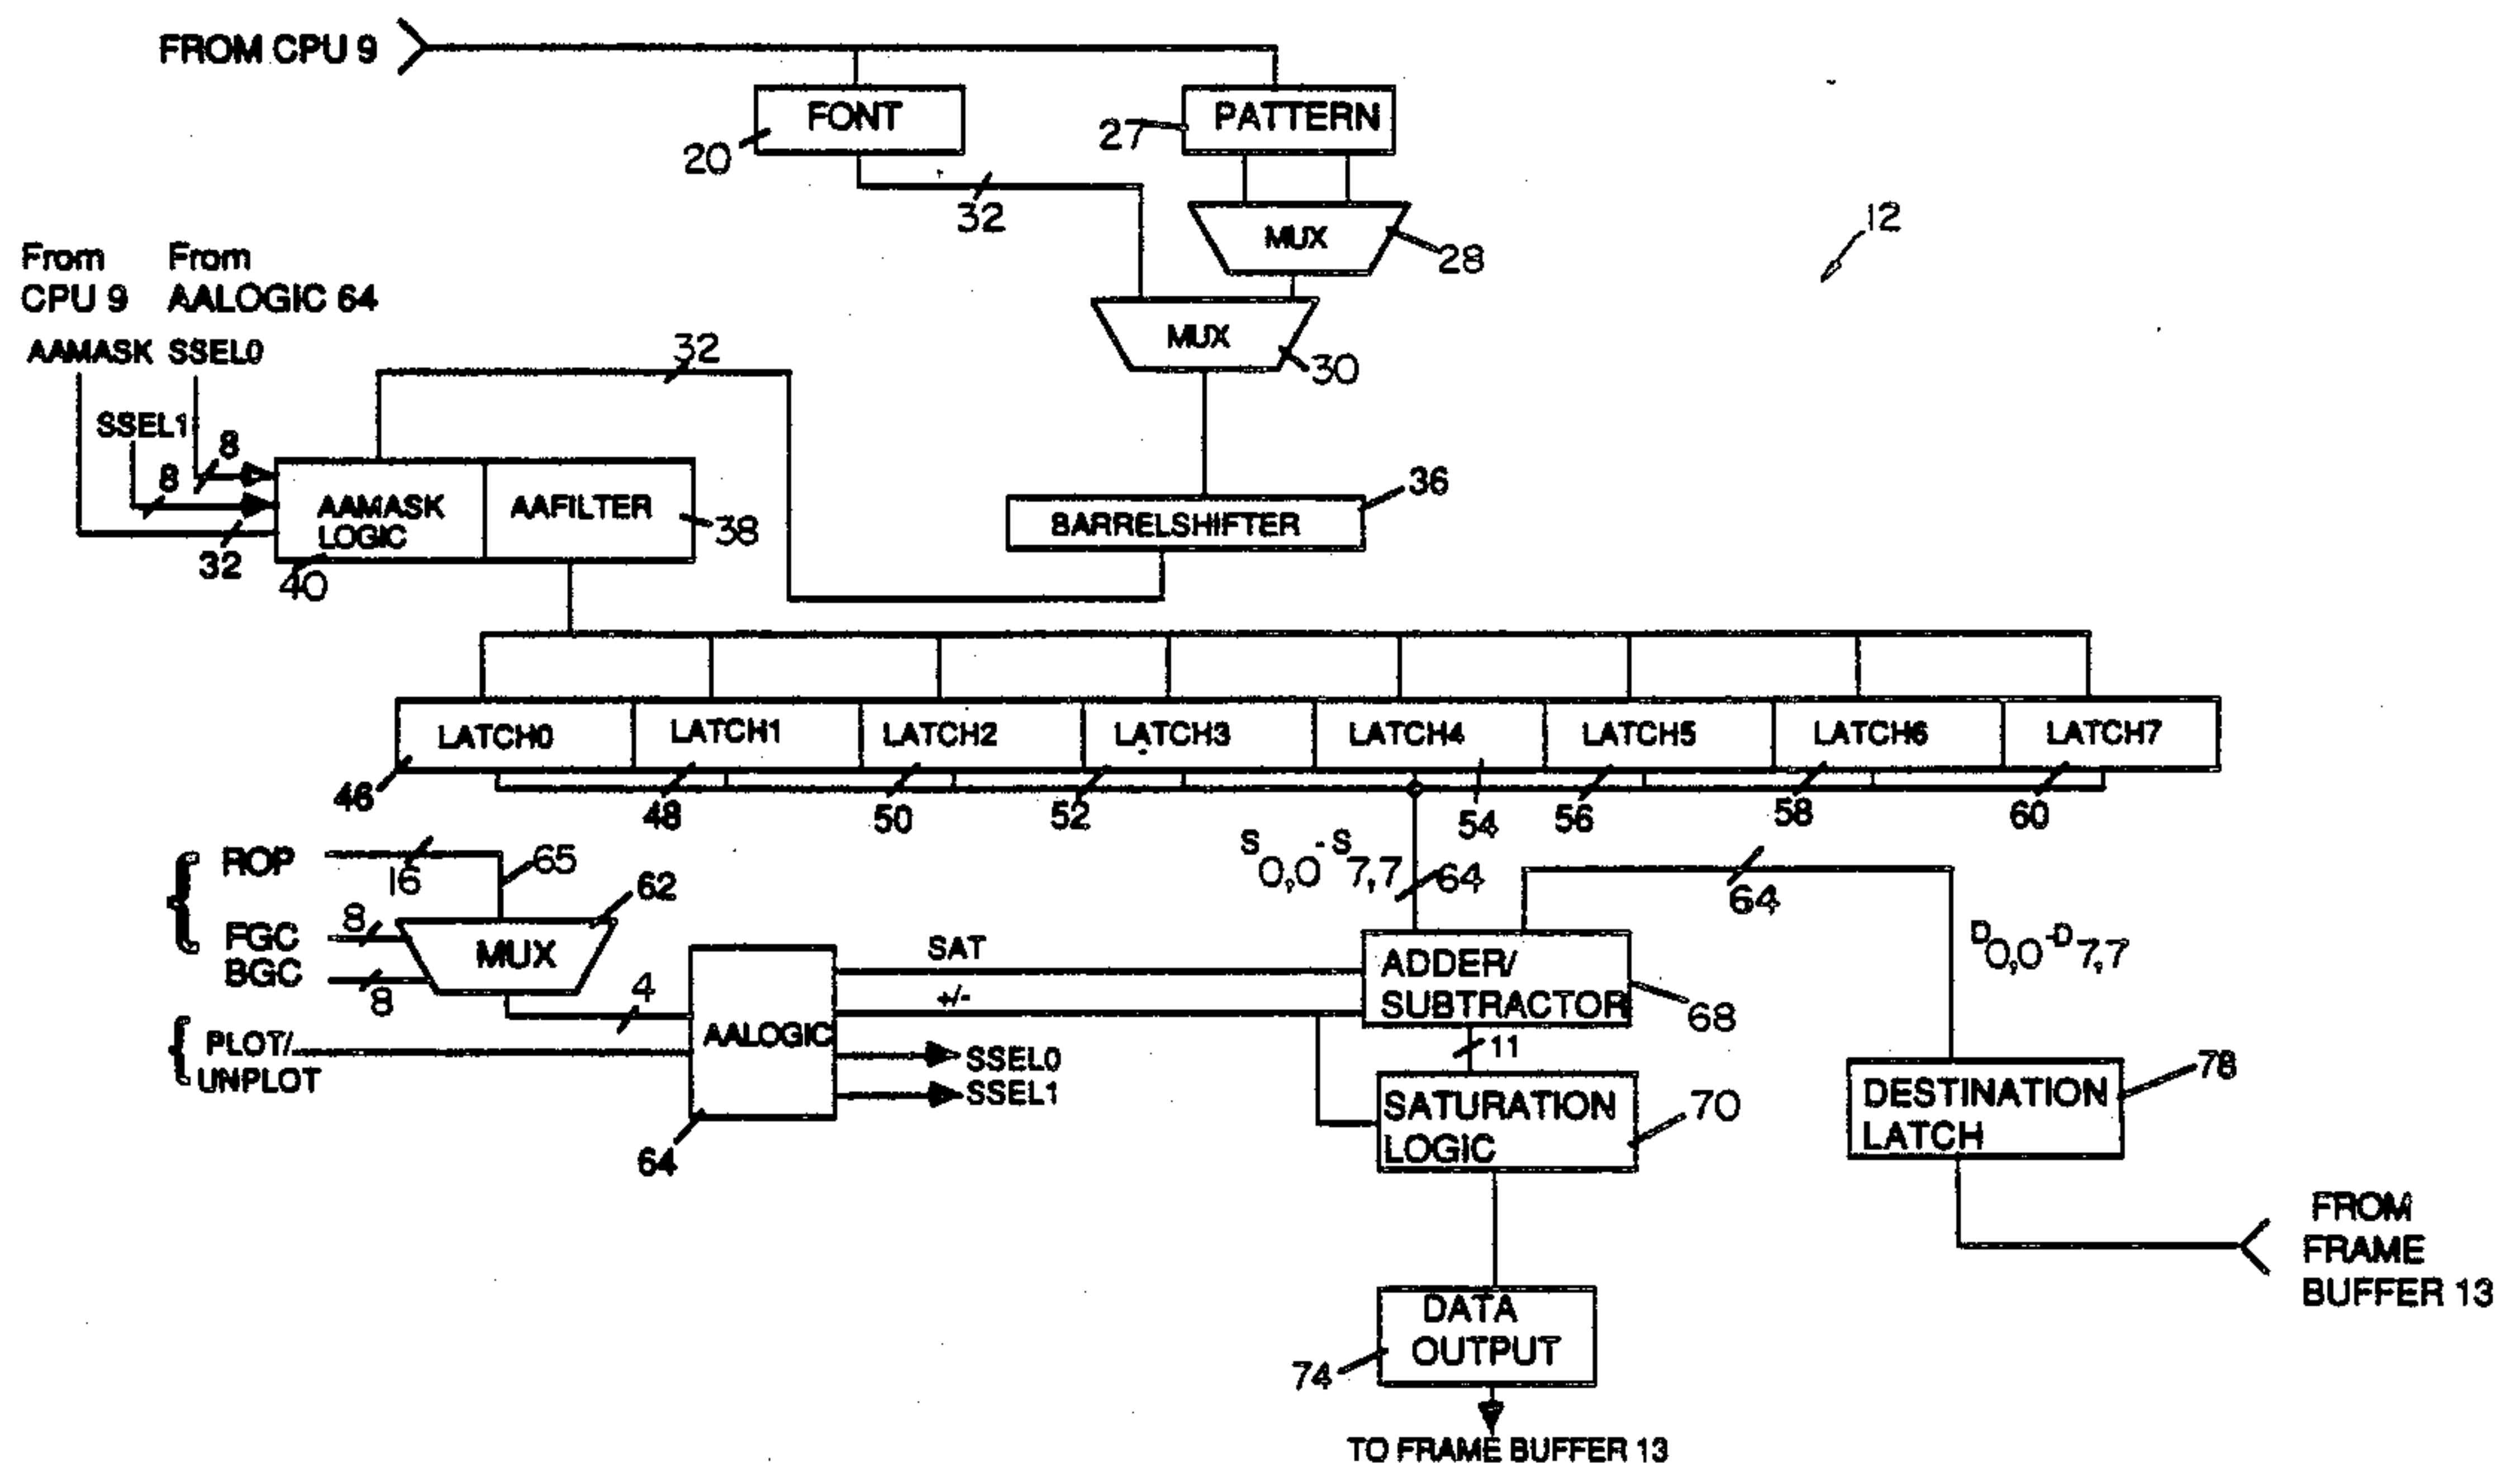 FROM CPU 9
FONT
PATTERN
27
20
32
MUX
28
12
From
CPU 9
From
AALOGIC 64
AAMASK
SSEL0
32
MUX
30
SSEL1
8
8
AAMASK
LOGIC
AAFILTER
38
32
40
36
BARRELSHIFTER
LATCH0
LATCH1
LATCH2
LATCH3
LATCH4
LATCH5
LATCH6
LATCH7
46
48
50
52
54
56
58
60
ROP
16
65
62
S0,0-S7,7
64
64
FGC
8
BGC
8
MUX
4
PLOT/
UNPLOT
AALOGIC
64
SAT
+/-
SSEL0
SSEL1
ADDER/
SUBTRACTOR
68
D0,0-D7,7
11
SATURATION
LOGIC
70
DESTINATION
LATCH
78
FROM
FRAME
BUFFER 13
DATA
OUTPUT
74
TO FRAME BUFFER 13